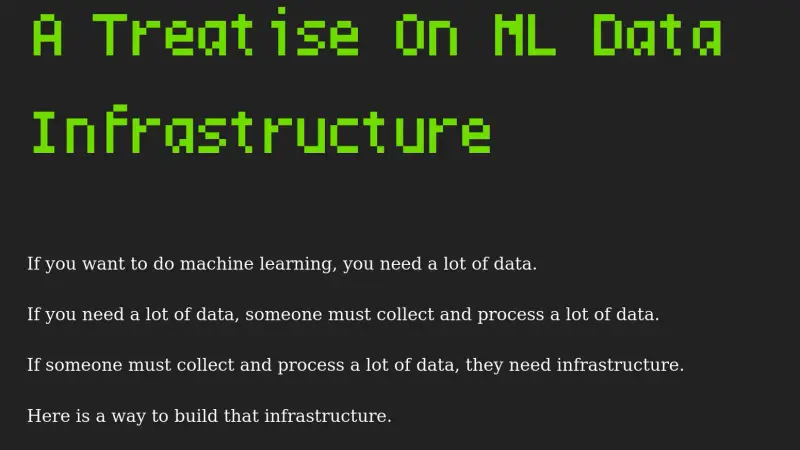 A Treatise On ML Data
Infrastructure
If you want to do machine learning, you need a lot of data.
If you need a lot of data, someone must collect and process a lot of data.
If someone must collect and process a lot of data, they need infrastructure.
Here is a way to build that infrastructure.